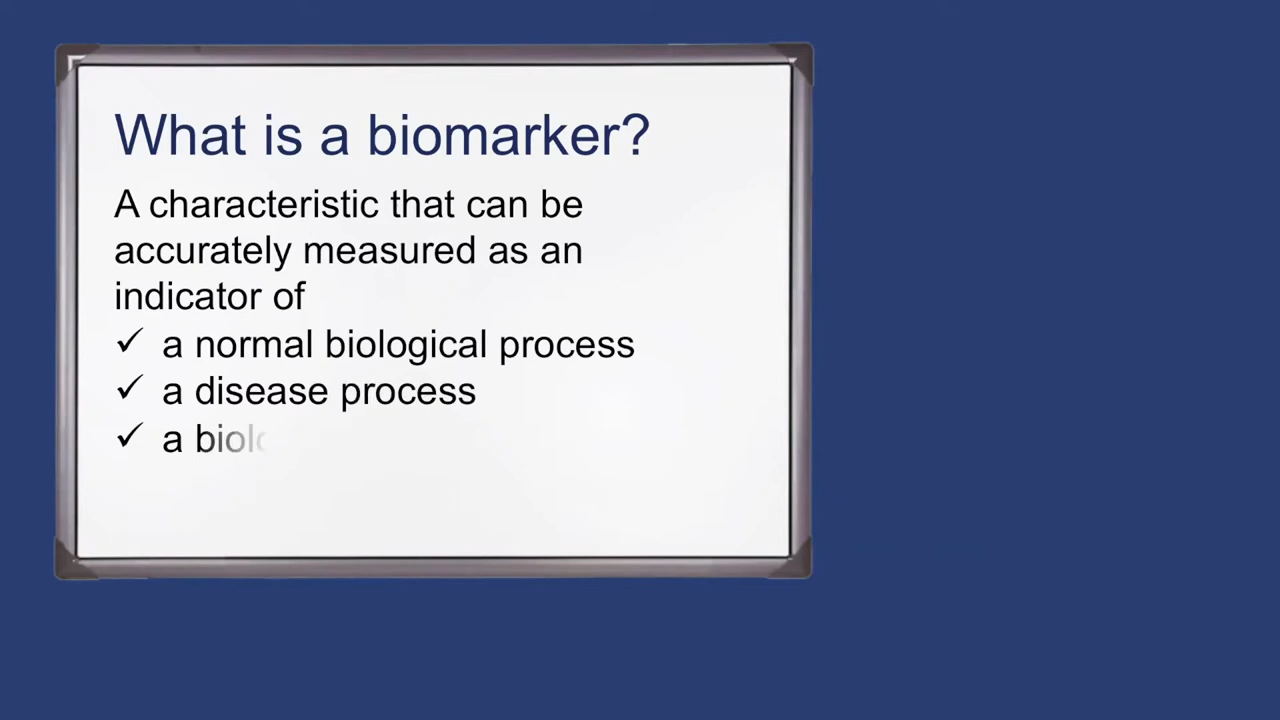 What is a biomarker?
A characteristic that can be
accurately measured as an
indicator of
✓ a normal biological process
✓ a disease process
✓ a